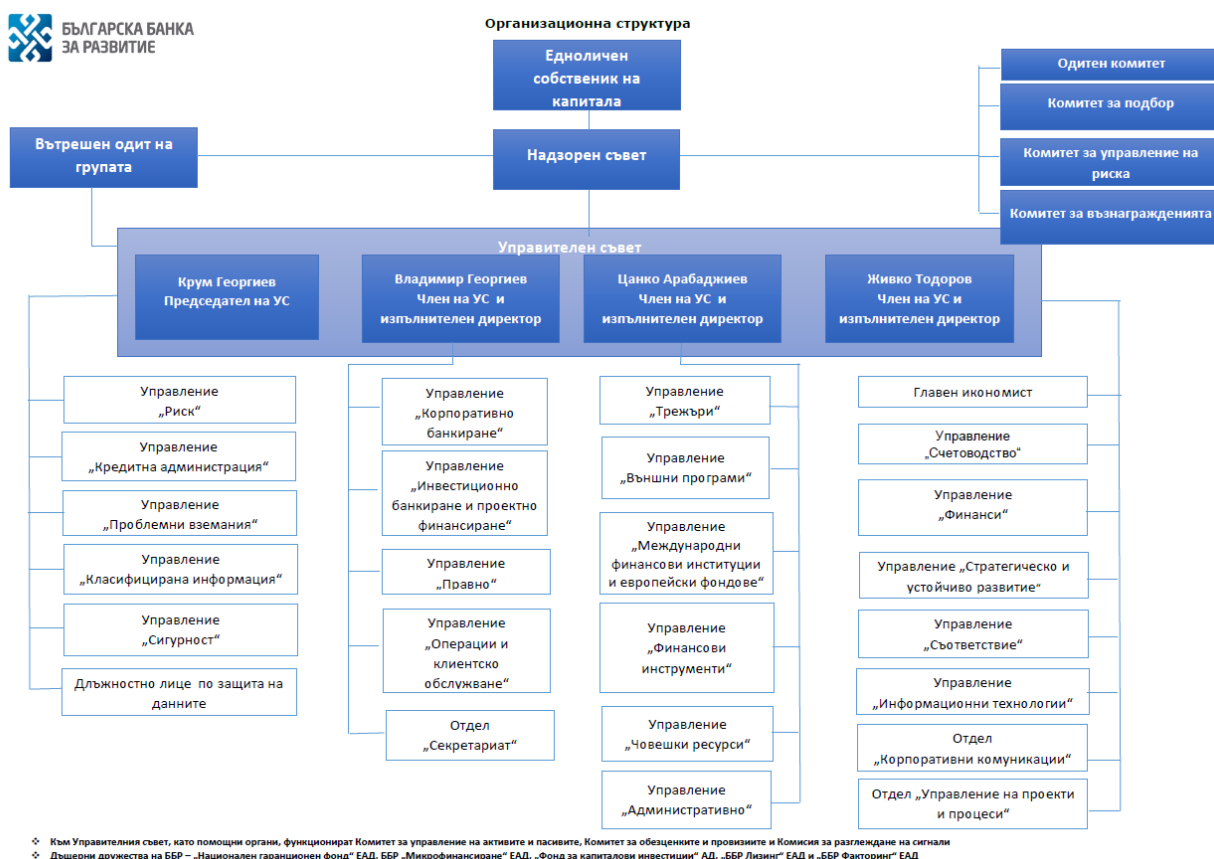 БЪЛГАРСКА БАНКА
ЗА РАЗВИТИЕ
Организационна структура
Едноличен
собственик на
капитала
Одитен комитет
Комитет за подбор
Вътрешен одит на
групата
Надзорен съвет
Комитет за управление на
риска
Комитет за възнагражденията
Управителен съвет
Крум Георгиев
Председател на УС
Владимир Георгиев
Член на УС и
изпълнителен директор
Цанко Арабаджиев
Член на УС и
изпълнителен директор
Живко Тодоров
Член на УС и
изпълнителен директор
Управление
„Риск“
Управление
„Кредитна администрация“
Управление
„Проблемни вземания“
Управление
„Класифицирана информация“
Управление
„Сигурност“
Длъжностно лице по защита на
данните
Управление
„Корпоративно
банкиране“
Управление
„Инвестиционно
банкиране и проектно
финансиране“
Управление
„Правно“
Управление
„Операции и
клиентско
обслужване“
Отдел
„Секретариат“
Управление
„Трежъри“
Управление
„Външни програми“
Управление
„Международни
финансови институции
и европейски фондове“
Управление
„Финансови
инструменти“
Управление
„Човешки ресурси“
Управление
„Административно“
Главен икономист
Управление
„Счетоводство“
Управление
„Финанси“
Управление „Стратегическо и
устойчиво развитие“
Управление
„Съответствие“
Управление
„Информационни технологии“
Отдел
„Корпоративни комуникации“
Отдел „Управление на проекти
и процеси“
❖ Към Управителния съвет, като помощни органи, функционират Комитет за управление на активите и пасивите, Комитет за обезценките и провизиите и Комисия за разглеждане на сигнали
❖ Дъщерни дружества на ББР – „Национален гаранционен фонд“ ЕАД, ББР „Микрофинансиране“ ЕАД, „Фонд за капиталови инвестиции“ АД, „ББР Лизинг“ ЕАД и „ББР Факторинг“ ЕАД